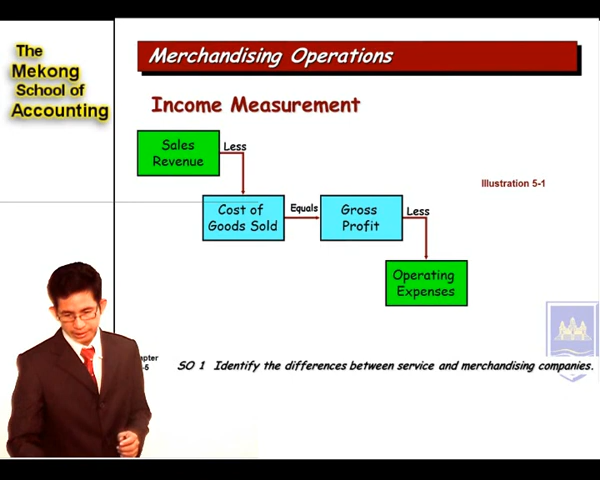 The
Mekong
School of
Accounting
Merchandising Operations
Income Measurement
Sales
Revenue
Less
Illustration 5-1
Cost of
Goods Sold
Equals
Gross
Profit
Less
Operating
Expenses
SO 1 Identify the differences between service and merchandising companies.